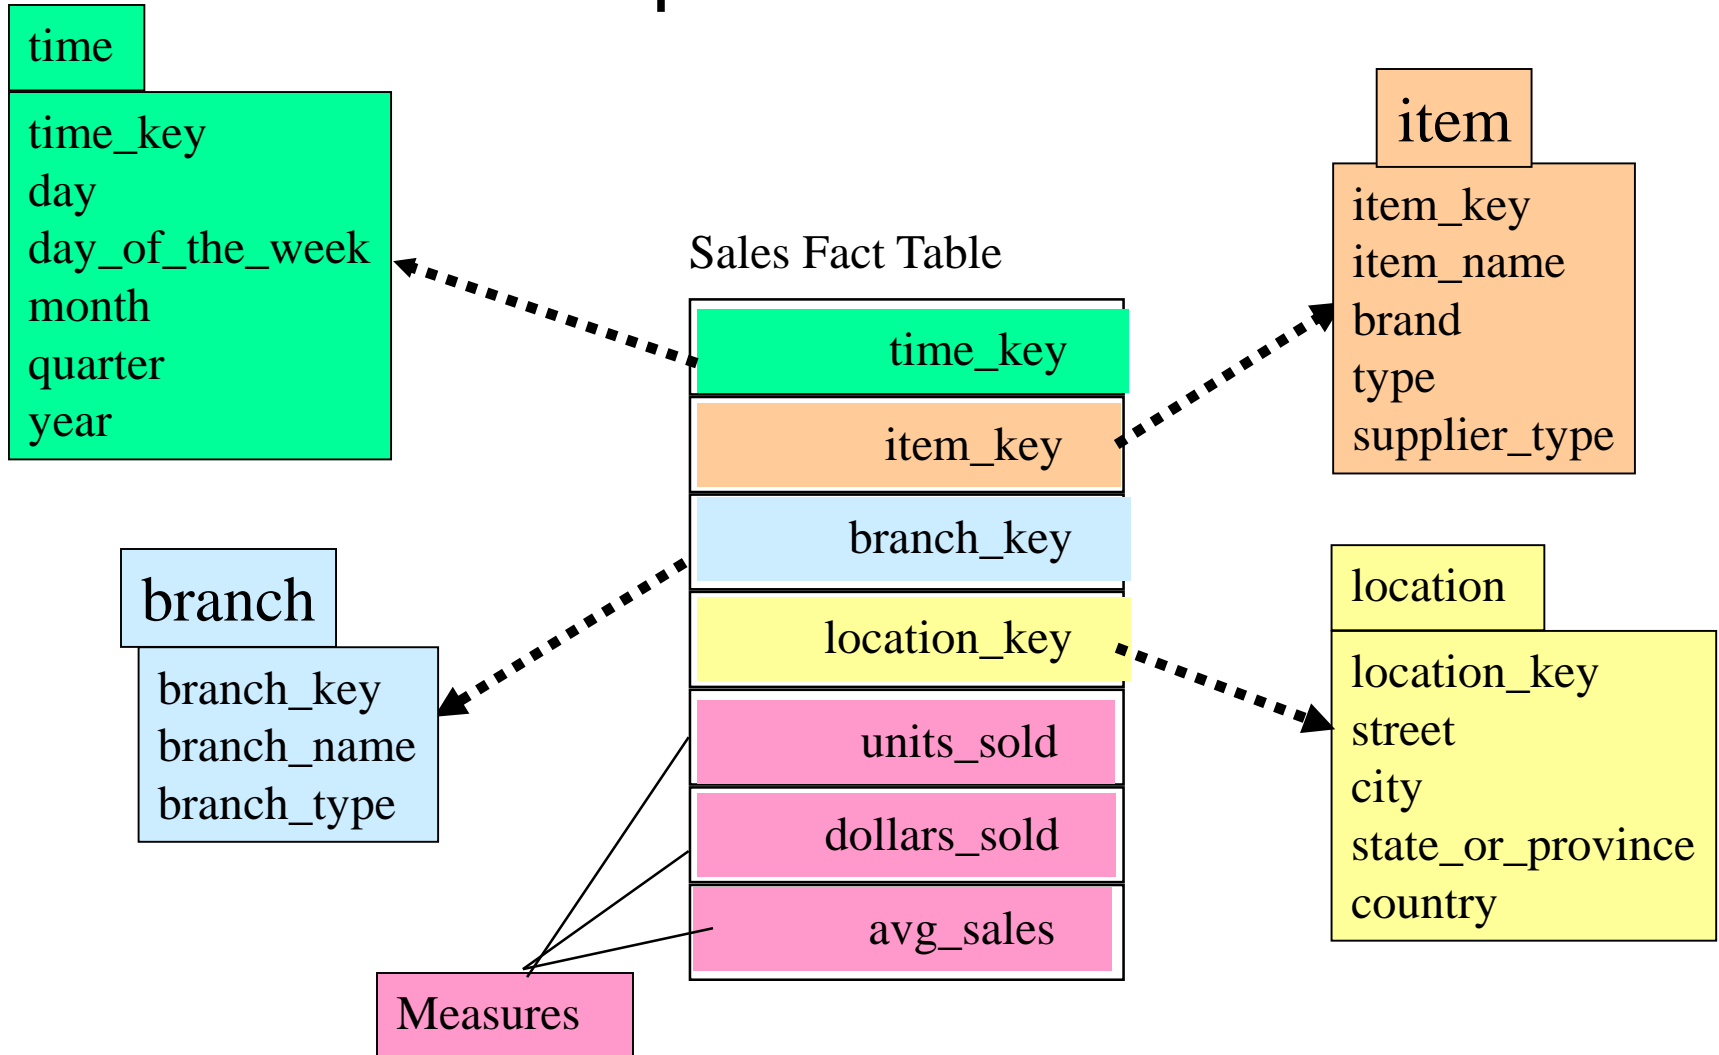 time
time_key
day
day_of_the_week
month
quarter
year
item
item_key
item_name
brand
type
supplier_type
Sales Fact Table
time_key
item_key
branch_key
location_key
units_sold
dollars_sold
avg_sales
branch
branch_key
branch_name
branch_type
location
location_key
street
city
state_or_province
country
Measures